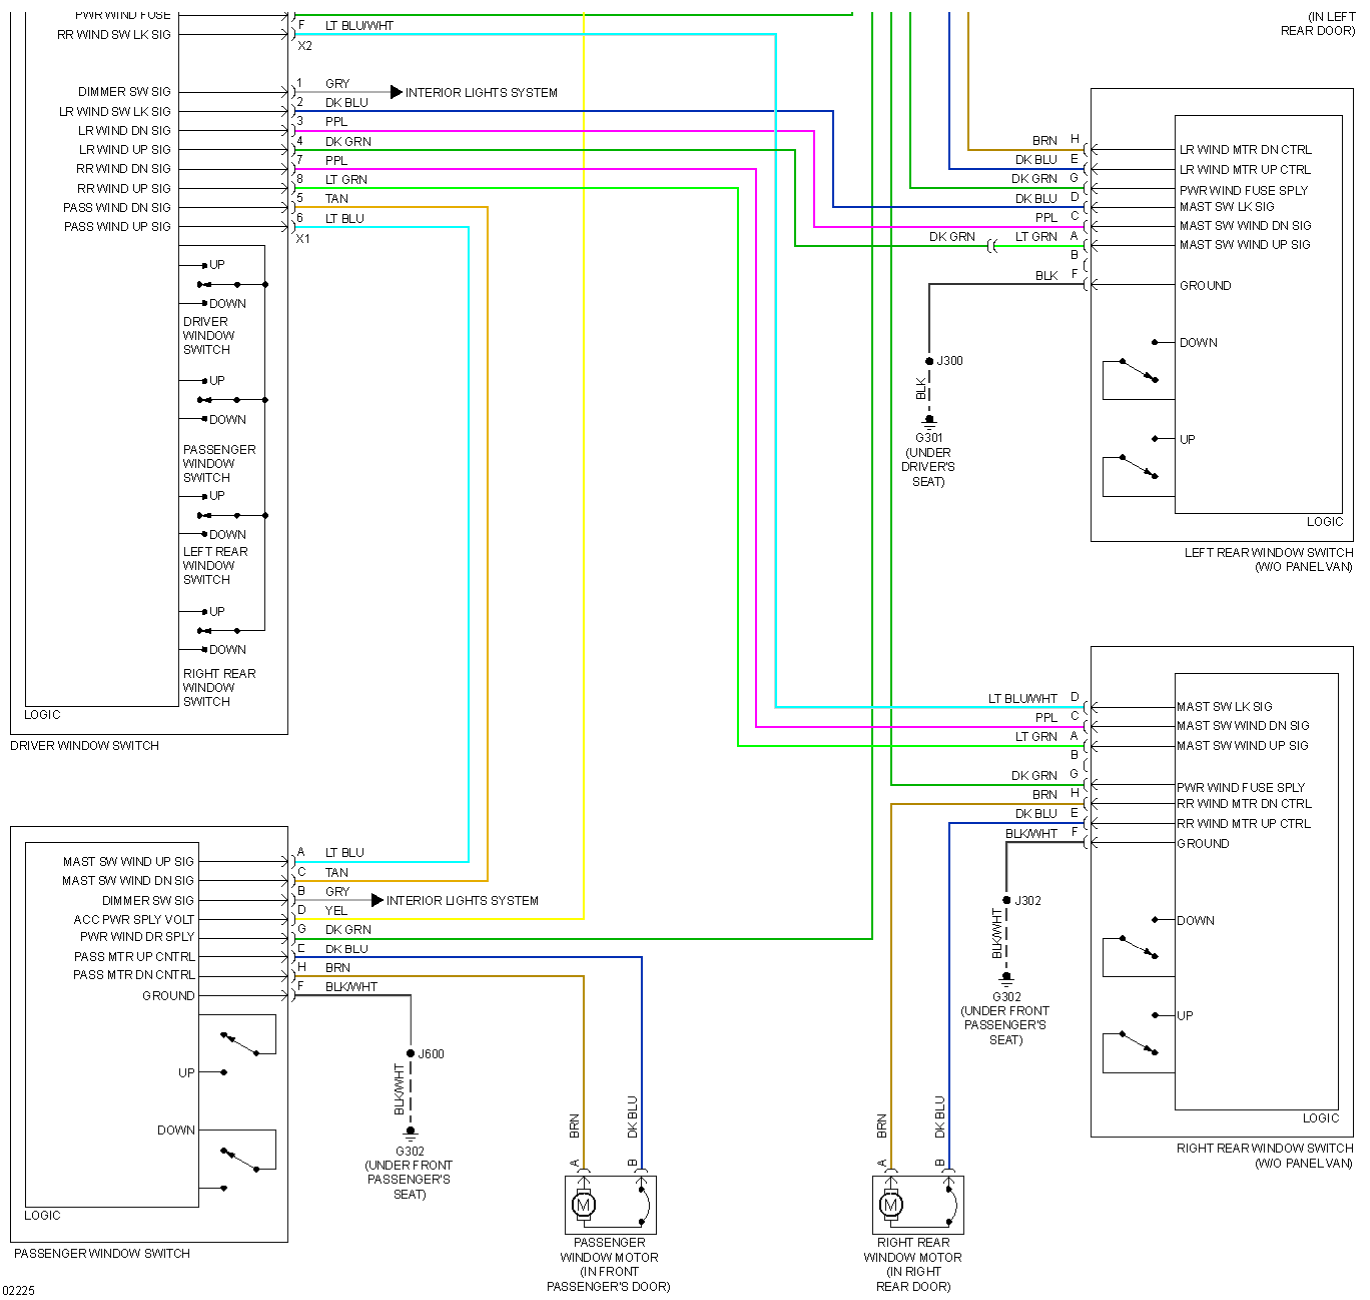 PWR WIND FUSE
RR WIND SW LK SIG
F
LT BLU/WHT
X2
(IN LEFT
REAR DOOR)
DIMMER SW SIG
LR WIND SW LK SIG
LR WIND DN SIG
LR WIND UP SIG
RR WIND DN SIG
RR WIND UP SIG
PASS WIND DN SIG
PASS WIND UP SIG
1 GRY
INTERIOR LIGHTS SYSTEM
2 DK BLU
3 PPL
4 DK GRN
7 PPL
8 LT GRN
5 TAN
6 LT BLU
X1
UP
DOWN
DRIVER
WINDOW
SWITCH
UP
DOWN
PASSENGER
WINDOW
SWITCH
UP
DOWN
LEFT REAR
WINDOW
SWITCH
UP
DOWN
RIGHT REAR
WINDOW
SWITCH
LOGIC
DRIVER WINDOW SWITCH
BRN H
DK BLU E
DK GRN G
DK BLU D
PPL C
DK GRN
LT GRN A
B
BLK F
LR WIND MTR DN CTRL
LR WIND MTR UP CTRL
PWR WIND FUSE SPLY
MAST SW LK SIG
MAST SW WIND DN SIG
MAST SW WIND UP SIG
GROUND
J300
BLK
G301
(UNDER
DRIVER'S
SEAT)
DOWN
UP
LOGIC
LEFT REAR WINDOW SWITCH
(W/O PANEL VAN)
LT BLU/WHT D
PPL C
LT GRN A
B
DK GRN G
BRN H
DK BLU E
BLK/WHT F
MAST SW LK SIG
MAST SW WIND DN SIG
MAST SW WIND UP SIG
PWR WIND FUSE SPLY
RR WIND MTR DN CTRL
RR WIND MTR UP CTRL
GROUND
J302
BLK/WHT
G302
(UNDER FRONT
PASSENGER'S
SEAT)
DOWN
UP
LOGIC
RIGHT REAR WINDOW SWITCH
(W/O PANEL VAN)
MAST SW WIND UP SIG
MAST SW WIND DN SIG
DIMMER SW SIG
ACC PWR SPLY VOLT
PWR WIND DR SPLY
PASS MTR UP CNTRL
PASS MTR DN CNTRL
GROUND
A LT BLU
C TAN
B GRY
INTERIOR LIGHTS SYSTEM
D YEL
G DK GRN
E DK BLU
H BRN
F BLK/WHT
UP
DOWN
LOGIC
PASSENGER WINDOW SWITCH
J600
BLK/WHT
G302
(UNDER FRONT
PASSENGER'S
SEAT)
BRN
DK BLU
A
B
M
PASSENGER
WINDOW MOTOR
(IN FRONT
PASSENGER'S DOOR)
BRN
DK BLU
A
B
M
RIGHT REAR
WINDOW MOTOR
(IN RIGHT
REAR DOOR)
02225